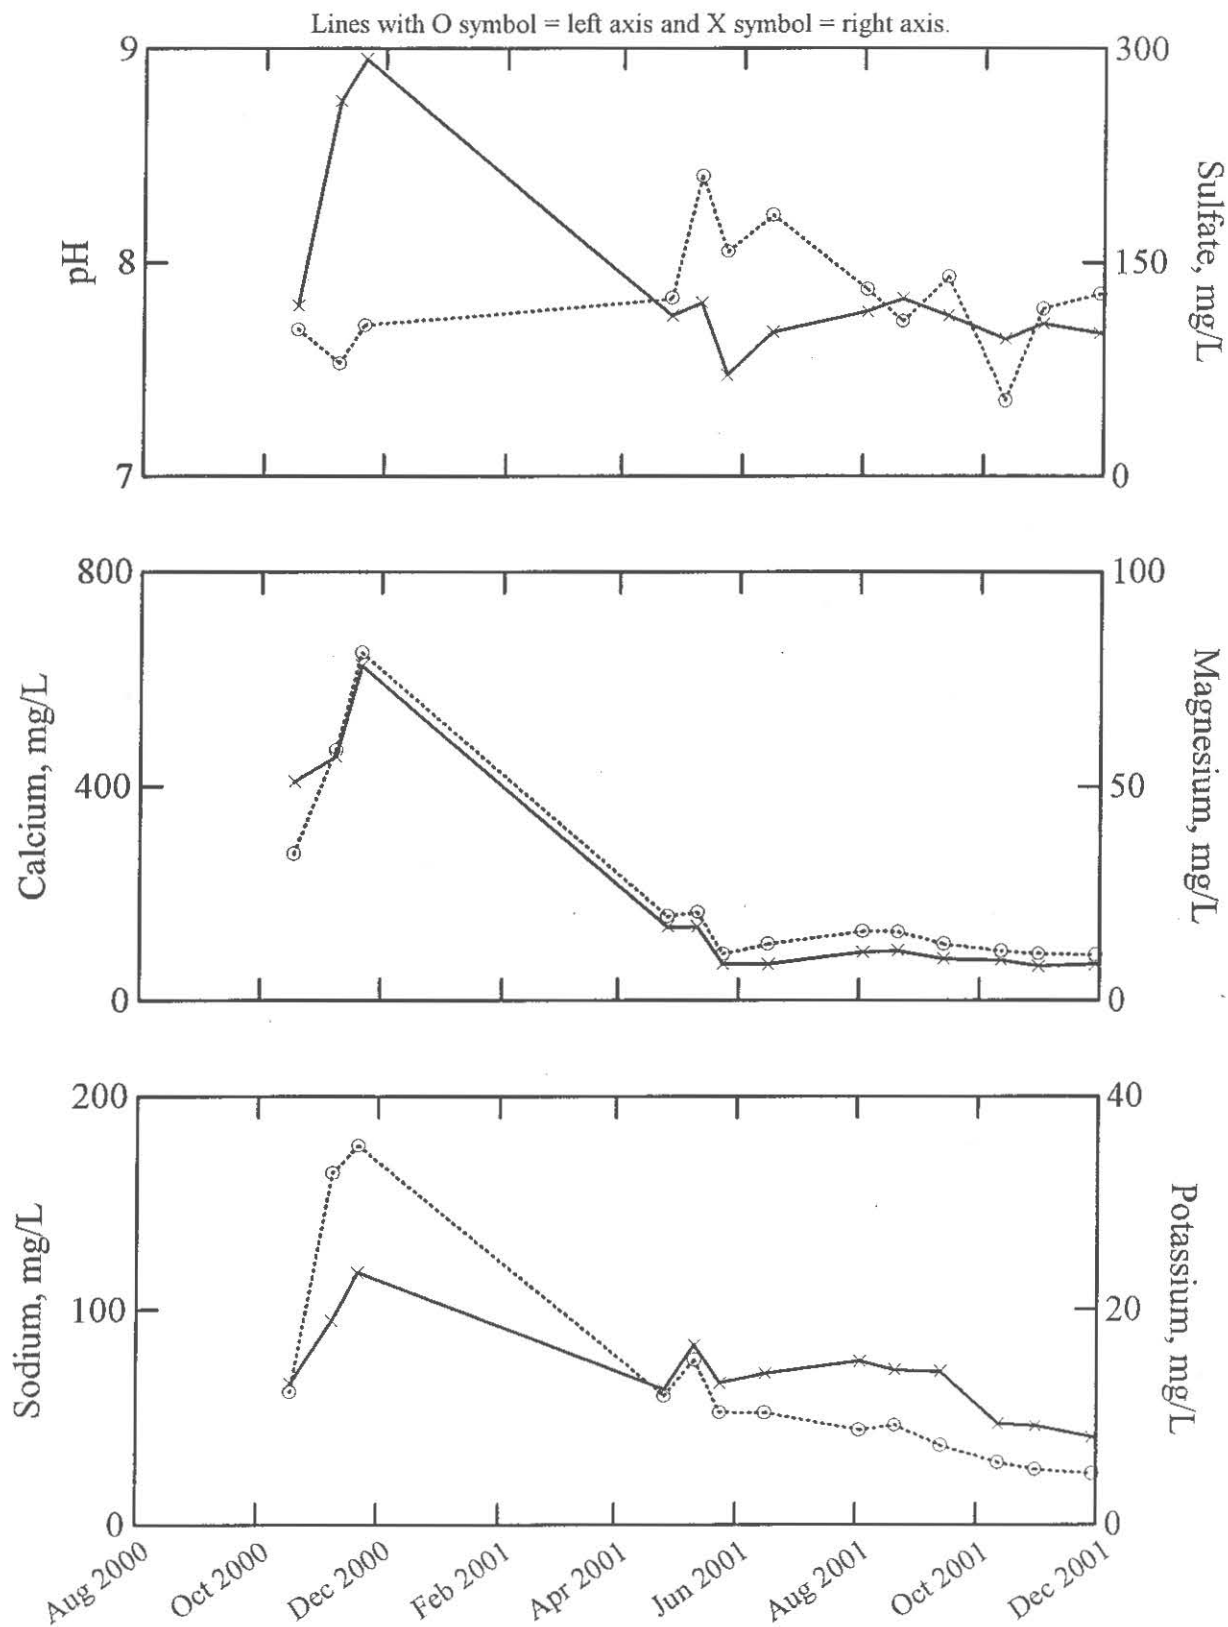 Lines with O symbol = left axis and X symbol = right axis.
9
8
7
pH
300
150
0
Sulfate, mg/L
800
400
0
Calcium, mg/L
100
50
0
Magnesium, mg/L
200
100
0
Sodium, mg/L
40
20
0
Potassium, mg/L
Aug 2000
Oct 2000
Dec 2000
Feb 2001
Apr 2001
Jun 2001
Aug 2001
Oct 2001
Dec 2001